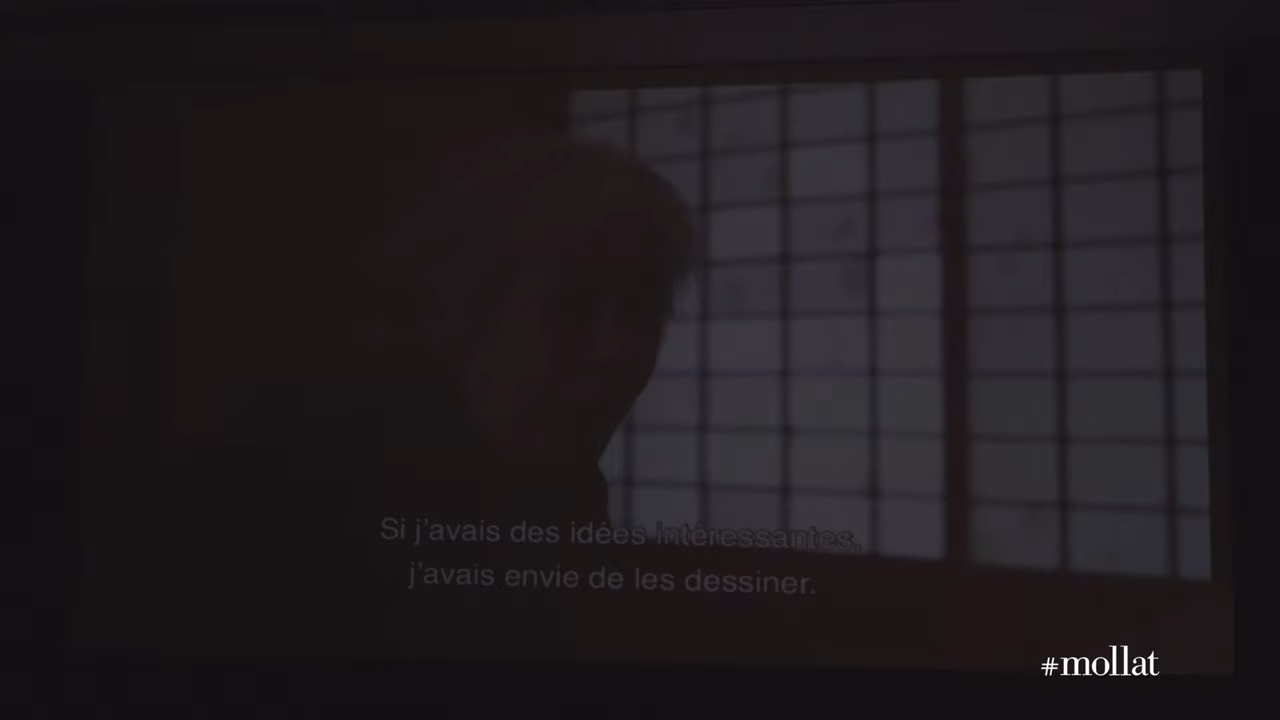 Si j'avais des idées intéressantes,
j'avais envie de les dessiner.
#mollat